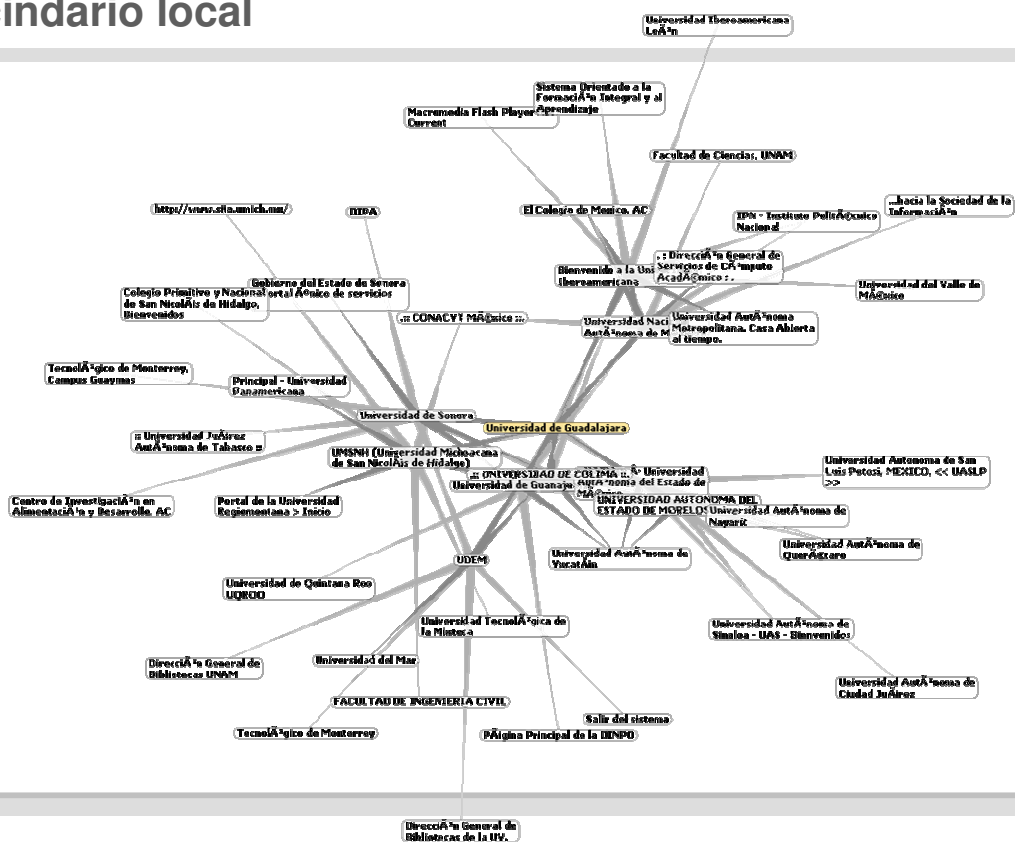 cindario local
Universidad Iberoamericana
LeÃ³n
Sistema Orientado a la
FormaciÃ³n Integral y al
Aprendizaje
Macromedia Flash Player
Current
Facultad de Ciencias, UNAM
http://www.sita.umich.mx/
DIPA
El Colegio de Mexico, AC
IPN - Instituto PolitÃ©cnico
Nacional
...hacia la Sociedad de la
InformaciÃ³n
Bienvenido a la Uni
Iberoamericana
.: DirecciÃ³n General de
Servicios de CÃ³mputo
AcadÃ©mico :.
Gobierno del Estado de Sonora
ortal Ãºnico de servicios
Colegio Primitivo y Nacional
de San NicolÃ¡s de Hidalgo,
Bienvenidos
Universidad del Valle de
MÃ©xico
.:: CONACYT MÃ©xico ::.
Universidad Naci
AutÃ³noma de M
Universidad AutÃ³noma
Metropolitana. Casa Abierta
al tiempo.
TecnolÃ³gico de Monterrey,
Campus Guaymas
Principal - Universidad
Panamericana
Universidad de Sonora
Universidad de Guadalajara
:: Universidad JuÃ¡rez
AutÃ³noma de Tabasco ::
UMSNH (Universidad Michoacana
de San NicolÃ¡s de Hidalgo)
.:: UNIVERSIDAD DE COLIMA ::.
Universidad
AutÃ³noma del Estado de
MÃ©xico
Universidad de Guanaju
Universidad Autonoma de San
Luis Potosi, MEXICO, << UASLP
>>
Centro de InvestigaciÃ³n en
AlimentaciÃ³n y Desarrollo, AC
Portal de la Universidad
Regiomontana > Inicio
UNIVERSIDAD AUTONOMA DEL
ESTADO DE MORELOS
Universidad AutÃ³noma de
Nayarit
Universidad AutÃ³noma de
QuerÃ©taro
Universidad AutÃ³noma de
YucatÃ¡n
UDEM
Universidad de Quintana Roo
UQROO
Universidad TecnolÃ³gica de
la Mixteca
Universidad AutÃ³noma de
Sinaloa - UAS - Bienvenidos
DirecciÃ³n General de
Bibliotecas UNAM
Universidad del Mar
Universidad AutÃ³noma de
Ciudad JuÃ¡rez
FACULTAD DE INGENIERIA CIVIL
Salir del sistema
TecnolÃ³gico de Monterrey
PÃ¡gina Principal de la DINPO
DirecciÃ³n General de
Bibliotecas de la UV.